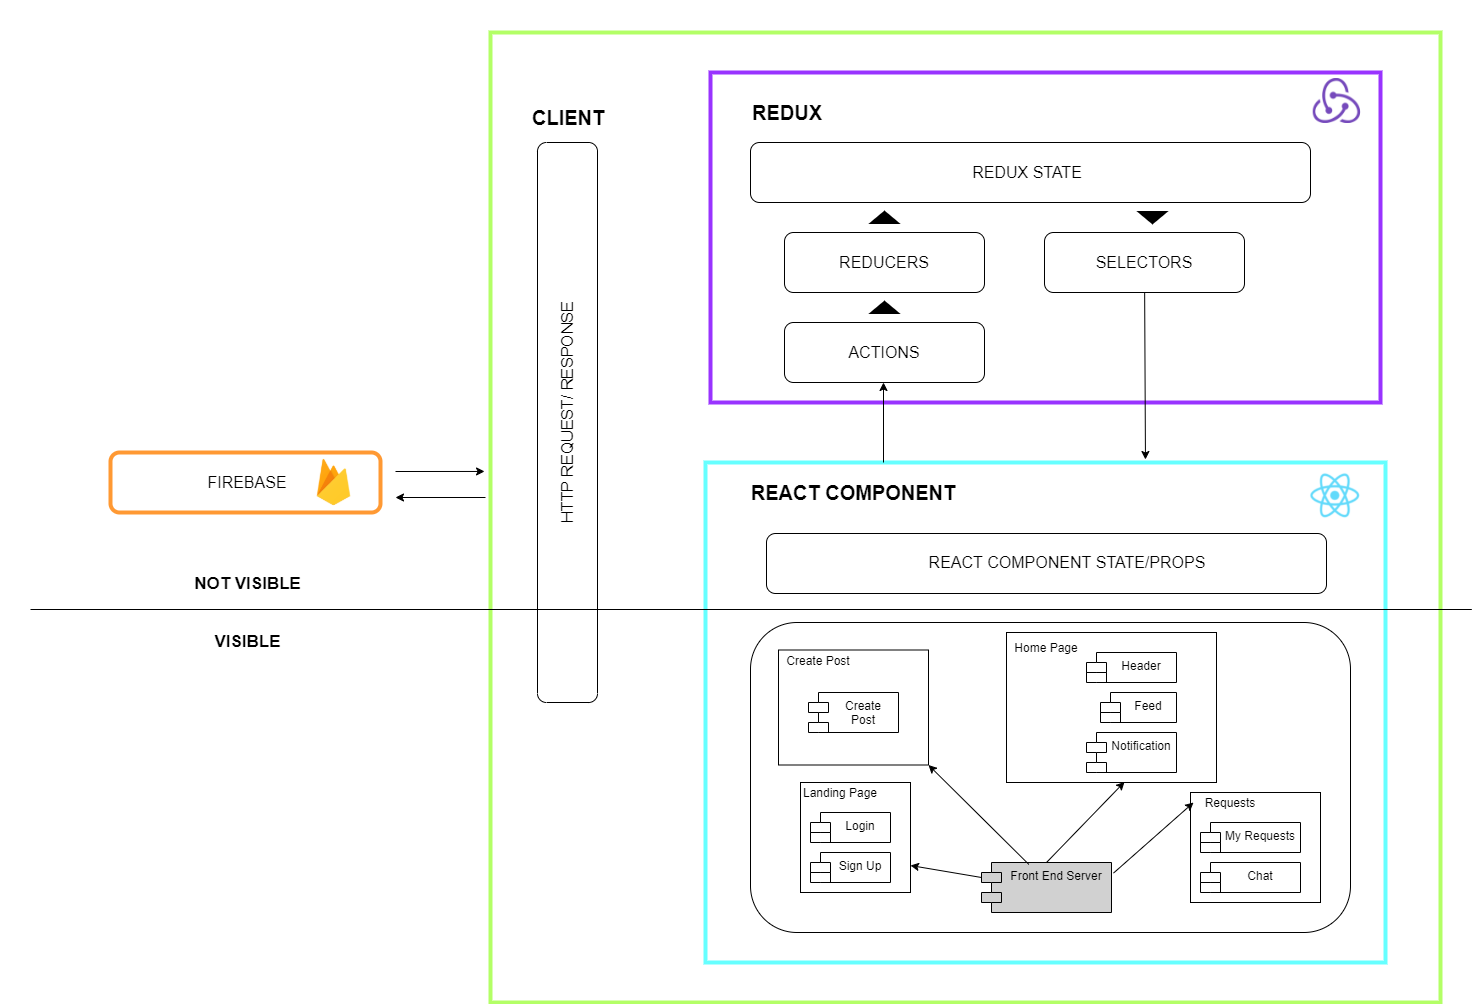 CLIENT
HTTP REQUEST/ RESPONSE
REDUX
REDUX STATE
REDUCERS
SELECTORS
ACTIONS
FIREBASE
NOT VISIBLE
VISIBLE
REACT COMPONENT
REACT COMPONENT STATE/PROPS
Create Post
Create
Post
Home Page
Header
Feed
Notification
Landing Page
Login
Sign Up
Front End Server
Requests
My Requests
Chat